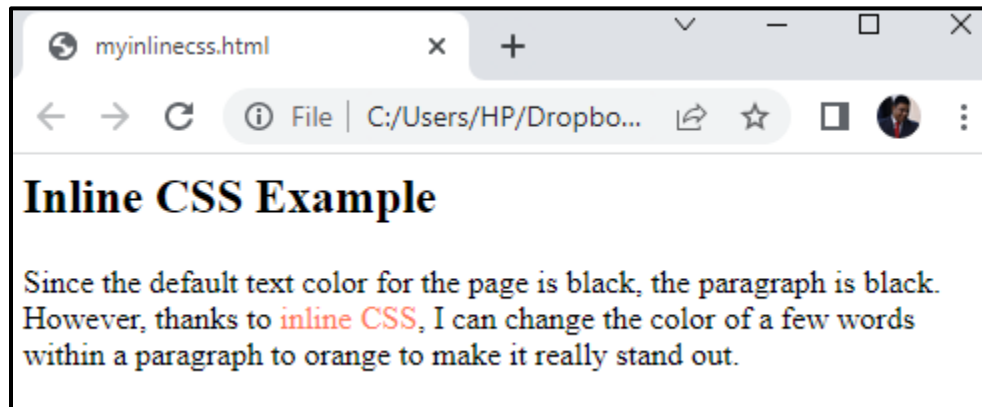 myinlinecss.html
File | C:/Users/HP/Dropbo...
Inline CSS Example
Since the default text color for the page is black, the paragraph is black.
However, thanks to inline CSS, I can change the color of a few words
within a paragraph to orange to make it really stand out.